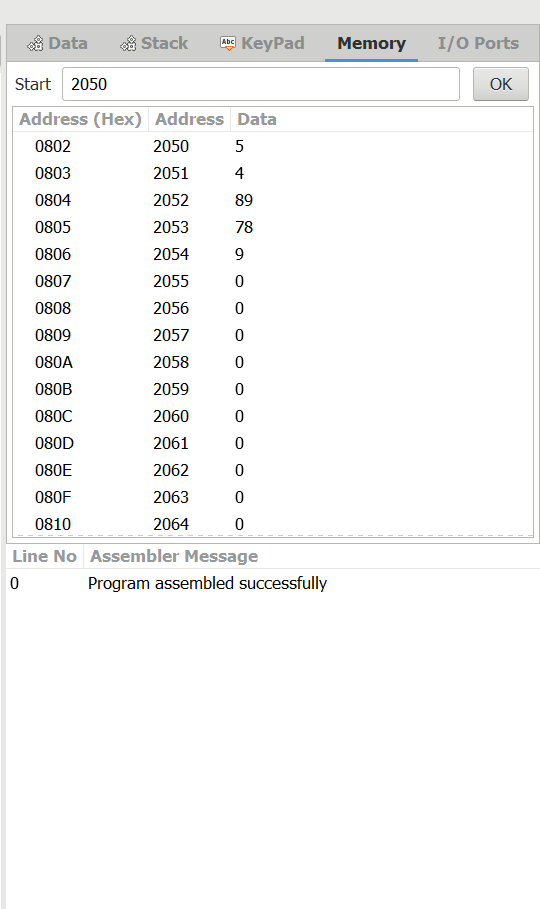 Data Stack Abc KeyPad Memory I/O Ports
Start 2050 OK
Address (Hex) Address Data
0802 2050 5
0803 2051 4
0804 2052 89
0805 2053 78
0806 2054 9
0807 2055 0
0808 2056 0
0809 2057 0
080A 2058 0
080B 2059 0
080C 2060 0
080D 2061 0
080E 2062 0
080F 2063 0
0810 2064 0
Line No Assembler Message
0 Program assembled successfully